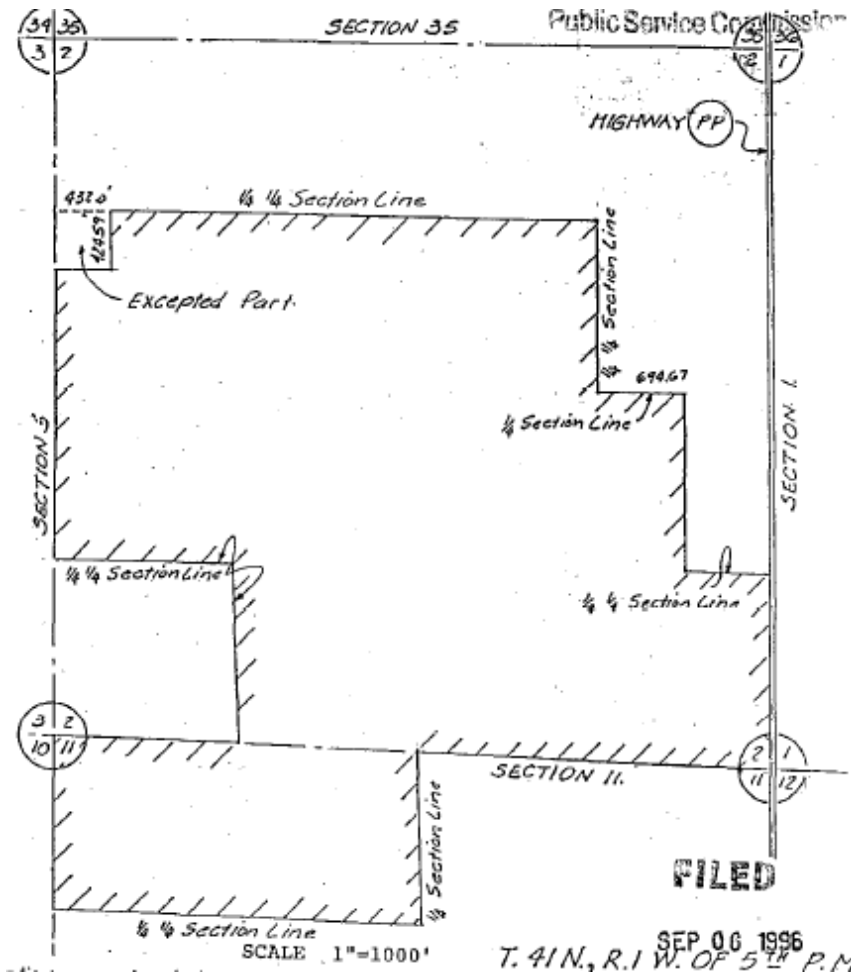 34 35
3 2
SECTION 35
Public Service Commission
35 36
2 1
HIGHWAY PP
432.0'
424.59
1/4 1/4 Section Line
Excepted Part.
1/4 1/4 Section Line
694.67
1/4 Section Line
SECTION 3
SECTION 1.
1/4 1/4 Section Line
1/4 1/4 Section Line
3 2
10 11
SECTION 11.
2 1
11 12
1/4 Section Line
1/4 1/4 Section Line
SCALE 1"=1000'
FILED
SEP 06 1996
T. 41 N., R. 1 W. OF 5TH P.M.